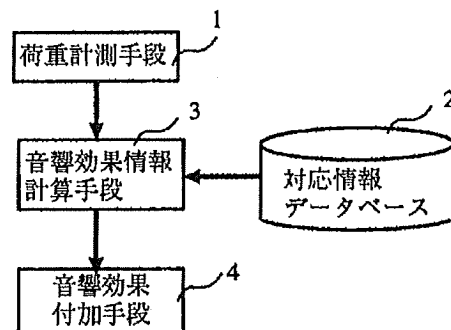 1
荷重計測手段
3
2
音響効果情報
計算手段
対応情報
データベース
音響効果
付加手段
4